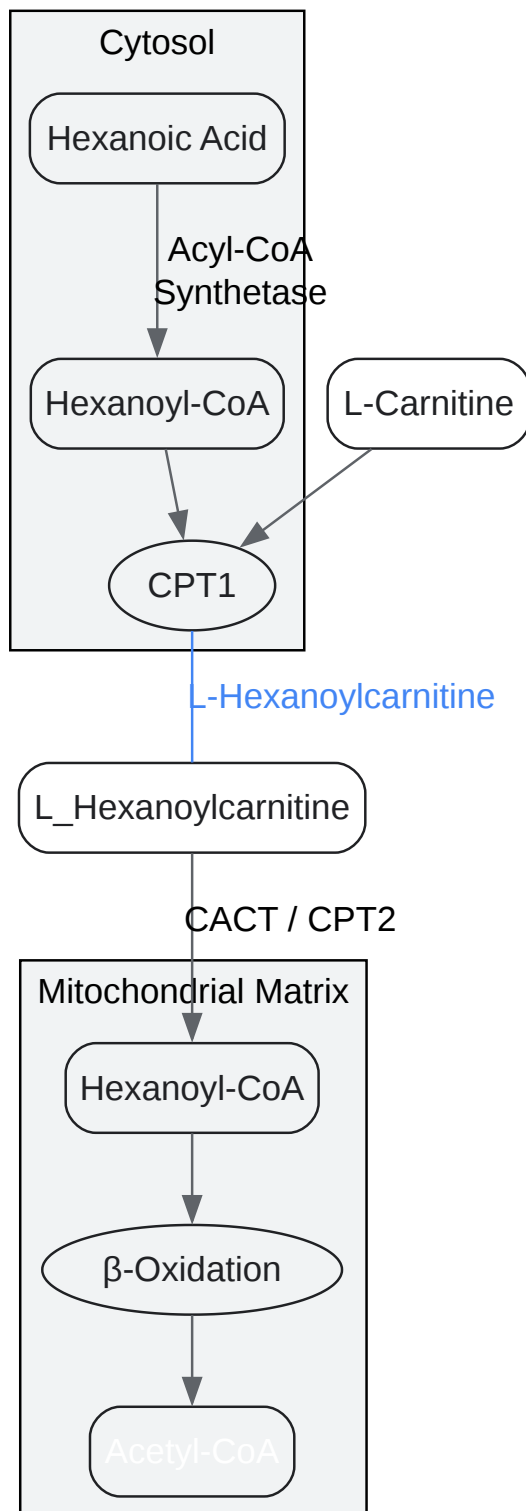 Cytosol
Hexanoic Acid
Acyl-CoA
Synthetase
Hexanoyl-CoA
L-Carnitine
CPT1
L-Hexanoylcarnitine
L_Hexanoylcarnitine
CACT / CPT2
Mitochondrial Matrix
Hexanoyl-CoA
β-Oxidation
Acetyl-CoA